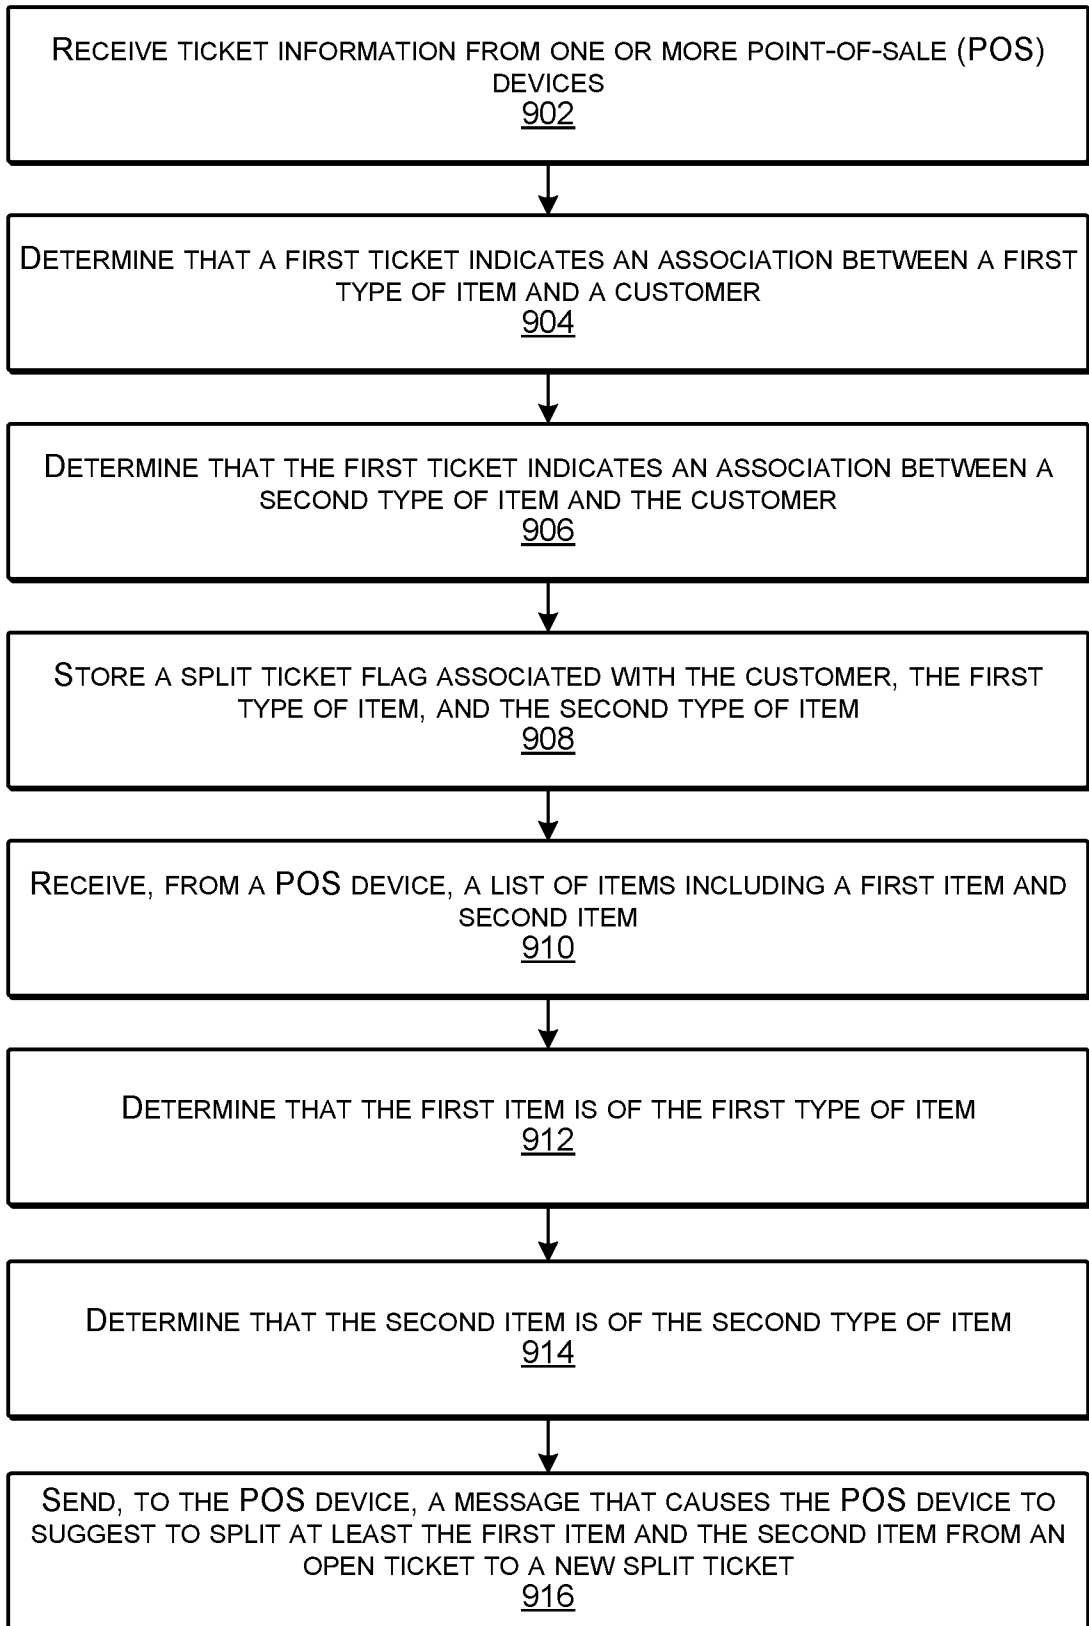 RECEIVE TICKET INFORMATION FROM ONE OR MORE POINT-OF-SALE (POS)
DEVICES
902
DETERMINE THAT A FIRST TICKET INDICATES AN ASSOCIATION BETWEEN A FIRST
TYPE OF ITEM AND A CUSTOMER
904
DETERMINE THAT THE FIRST TICKET INDICATES AN ASSOCIATION BETWEEN A
SECOND TYPE OF ITEM AND THE CUSTOMER
906
STORE A SPLIT TICKET FLAG ASSOCIATED WITH THE CUSTOMER, THE FIRST
TYPE OF ITEM, AND THE SECOND TYPE OF ITEM
908
RECEIVE, FROM A POS DEVICE, A LIST OF ITEMS INCLUDING A FIRST ITEM AND
SECOND ITEM
910
DETERMINE THAT THE FIRST ITEM IS OF THE FIRST TYPE OF ITEM
912
DETERMINE THAT THE SECOND ITEM IS OF THE SECOND TYPE OF ITEM
914
SEND, TO THE POS DEVICE, A MESSAGE THAT CAUSES THE POS DEVICE TO
SUGGEST TO SPLIT AT LEAST THE FIRST ITEM AND THE SECOND ITEM FROM AN
OPEN TICKET TO A NEW SPLIT TICKET
916